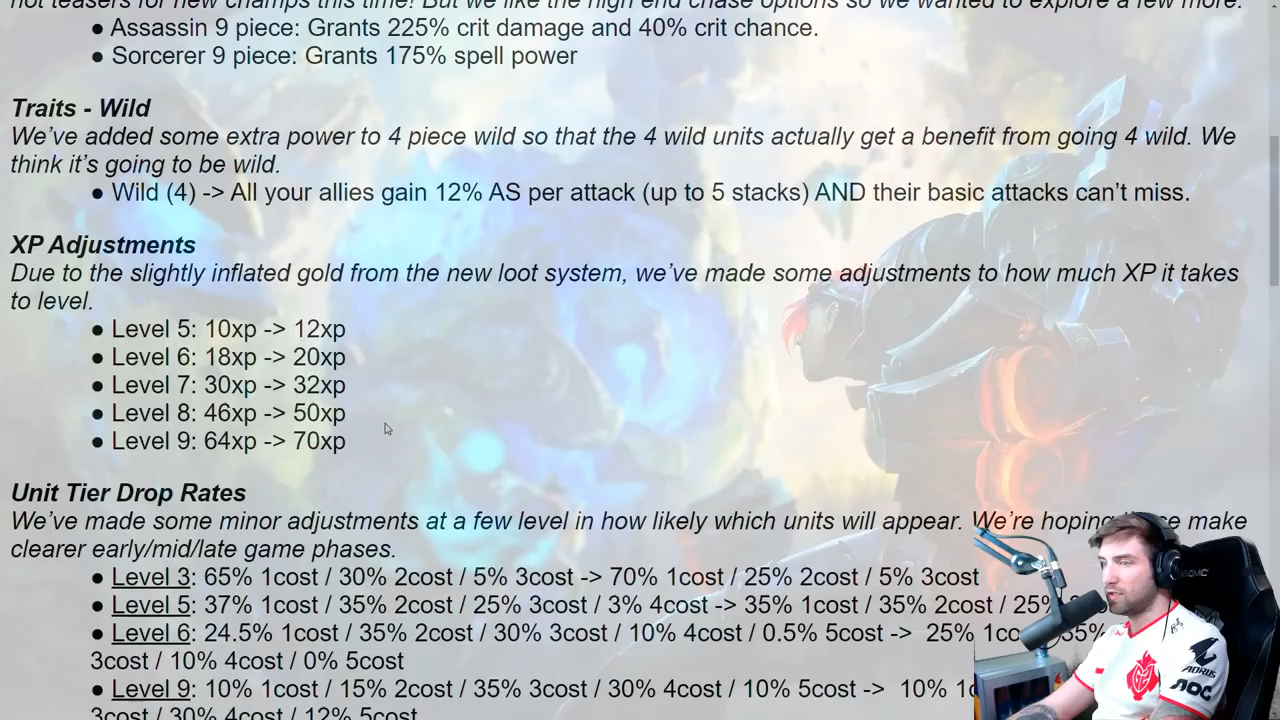 not teasers for new champs this time! But we like the high end chase options so we wanted to explore a few more.
● Assassin 9 piece: Grants 225% crit damage and 40% crit chance.
● Sorcerer 9 piece: Grants 175% spell power
Traits - Wild
We've added some extra power to 4 piece wild so that the 4 wild units actually get a benefit from going 4 wild. We
think it's going to be wild.
● Wild (4) -> All your allies gain 12% AS per attack (up to 5 stacks) AND their basic attacks can't miss.
XP Adjustments
Due to the slightly inflated gold from the new loot system, we've made some adjustments to how much XP it takes
to level.
● Level 5: 10xp -> 12xp
● Level 6: 18xp -> 20xp
● Level 7: 30xp -> 32xp
● Level 8: 46xp -> 50xp
● Level 9: 64xp -> 70xp
Unit Tier Drop Rates
We've made some minor adjustments at a few level in how likely which units will appear. We're hoping make
clearer early/mid/late game phases.
● Level 3: 65% 1cost / 30% 2cost / 5% 3cost -> 70% 1cost / 25% 2cost / 5% 3cost
● Level 5: 37% 1cost / 35% 2cost / 25% 3cost / 3% 4cost -> 35% 1cost / 35% 2cost / 25%
● Level 6: 24.5% 1cost / 35% 2cost / 30% 3cost / 10% 4cost / 0.5% 5cost -> 25% 35%
3cost / 10% 4cost / 0% 5cost
● Level 9: 10% 1cost / 15% 2cost / 35% 3cost / 30% 4cost / 10% 5cost -> 10%
3cost / 30% 4cost / 12% 5cost
AORUS
AOC